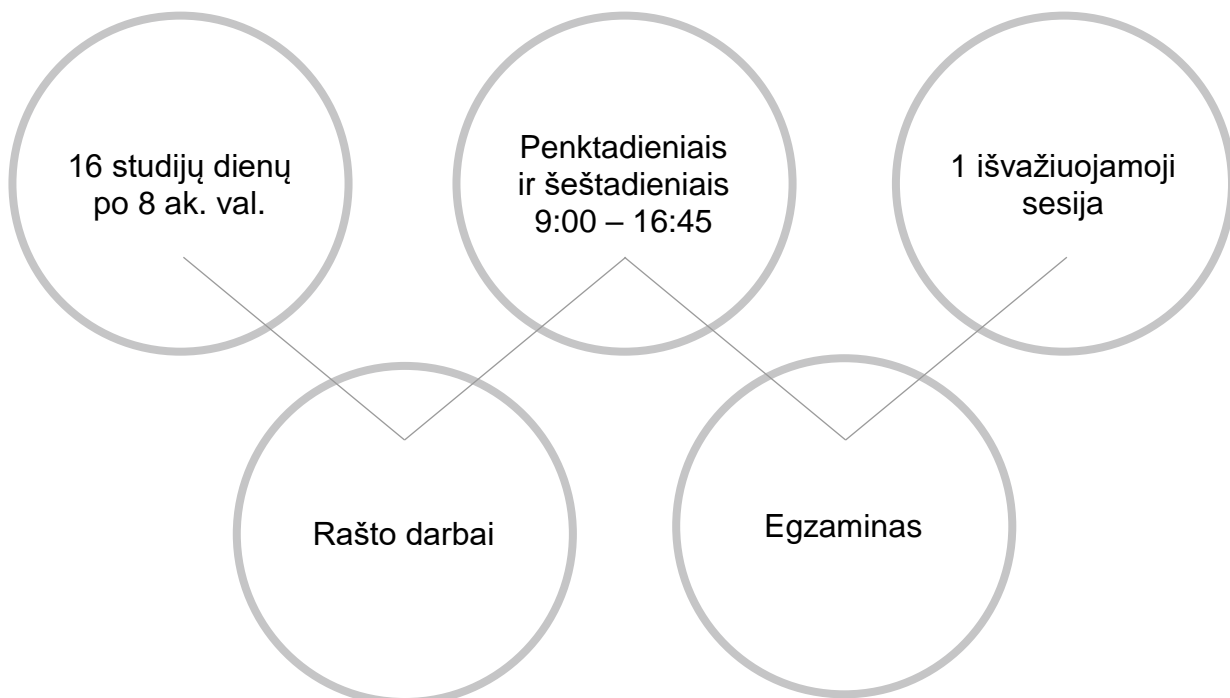 16 studijų dienų
po 8 ak. val.
Penktadieniais
ir šeštadieniais
9:00 – 16:45
1 išvažiuojamoji
sesija
Rašto darbai
Egzaminas